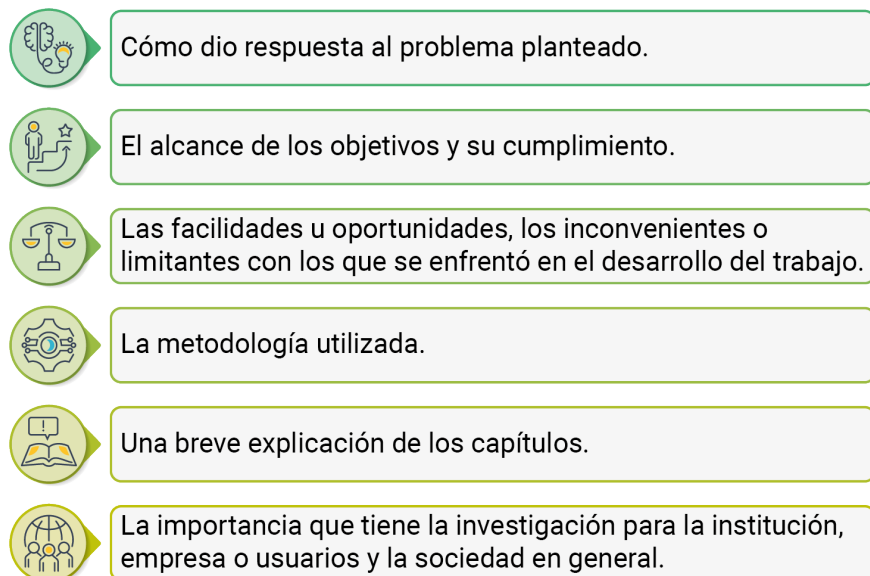 Cómo dio respuesta al problema planteado.
El alcance de los objetivos y su cumplimiento.
Las facilidades u oportunidades, los inconvenientes o
limitantes con los que se enfrentó en el desarrollo del trabajo.
La metodología utilizada.
!
Una breve explicación de los capítulos.
La importancia que tiene la investigación para la institución,
empresa o usuarios y la sociedad en general.